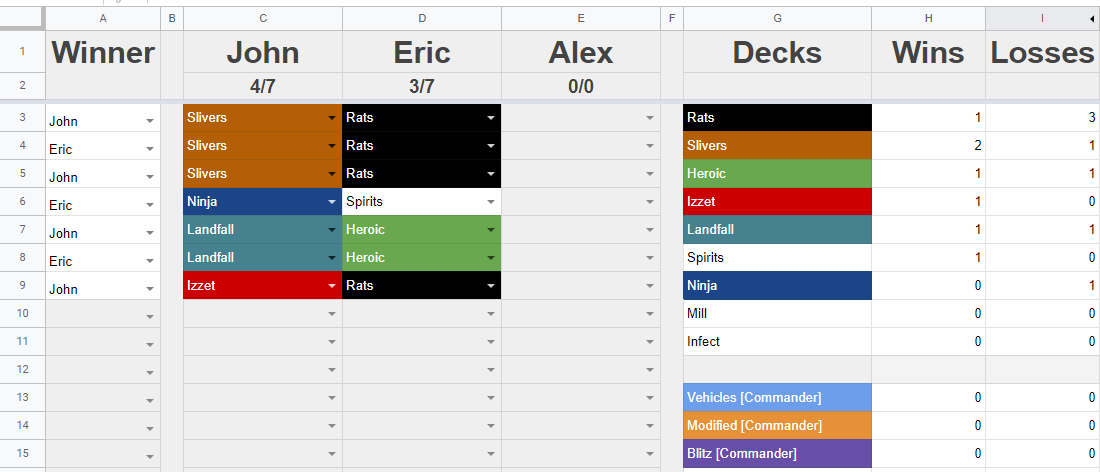 A B C D E F G H I
1 Winner John Eric Alex Decks Wins Losses
2 4/7 3/7 0/0
3 John Slivers Rats Rats 1 3
4 Eric Slivers Rats Slivers 2 1
5 John Slivers Rats Heroic 1 1
6 Eric Ninja Spirits Izzet 1 0
7 John Landfall Heroic Landfall 1 1
8 Eric Landfall Heroic Spirits 1 0
9 John Izzet Rats Ninja 0 1
10 Mill 0 0
11 Infect 0 0
12
13 Vehicles [Commander] 0 0
14 Modified [Commander] 0 0
15 Blitz [Commander] 0 0